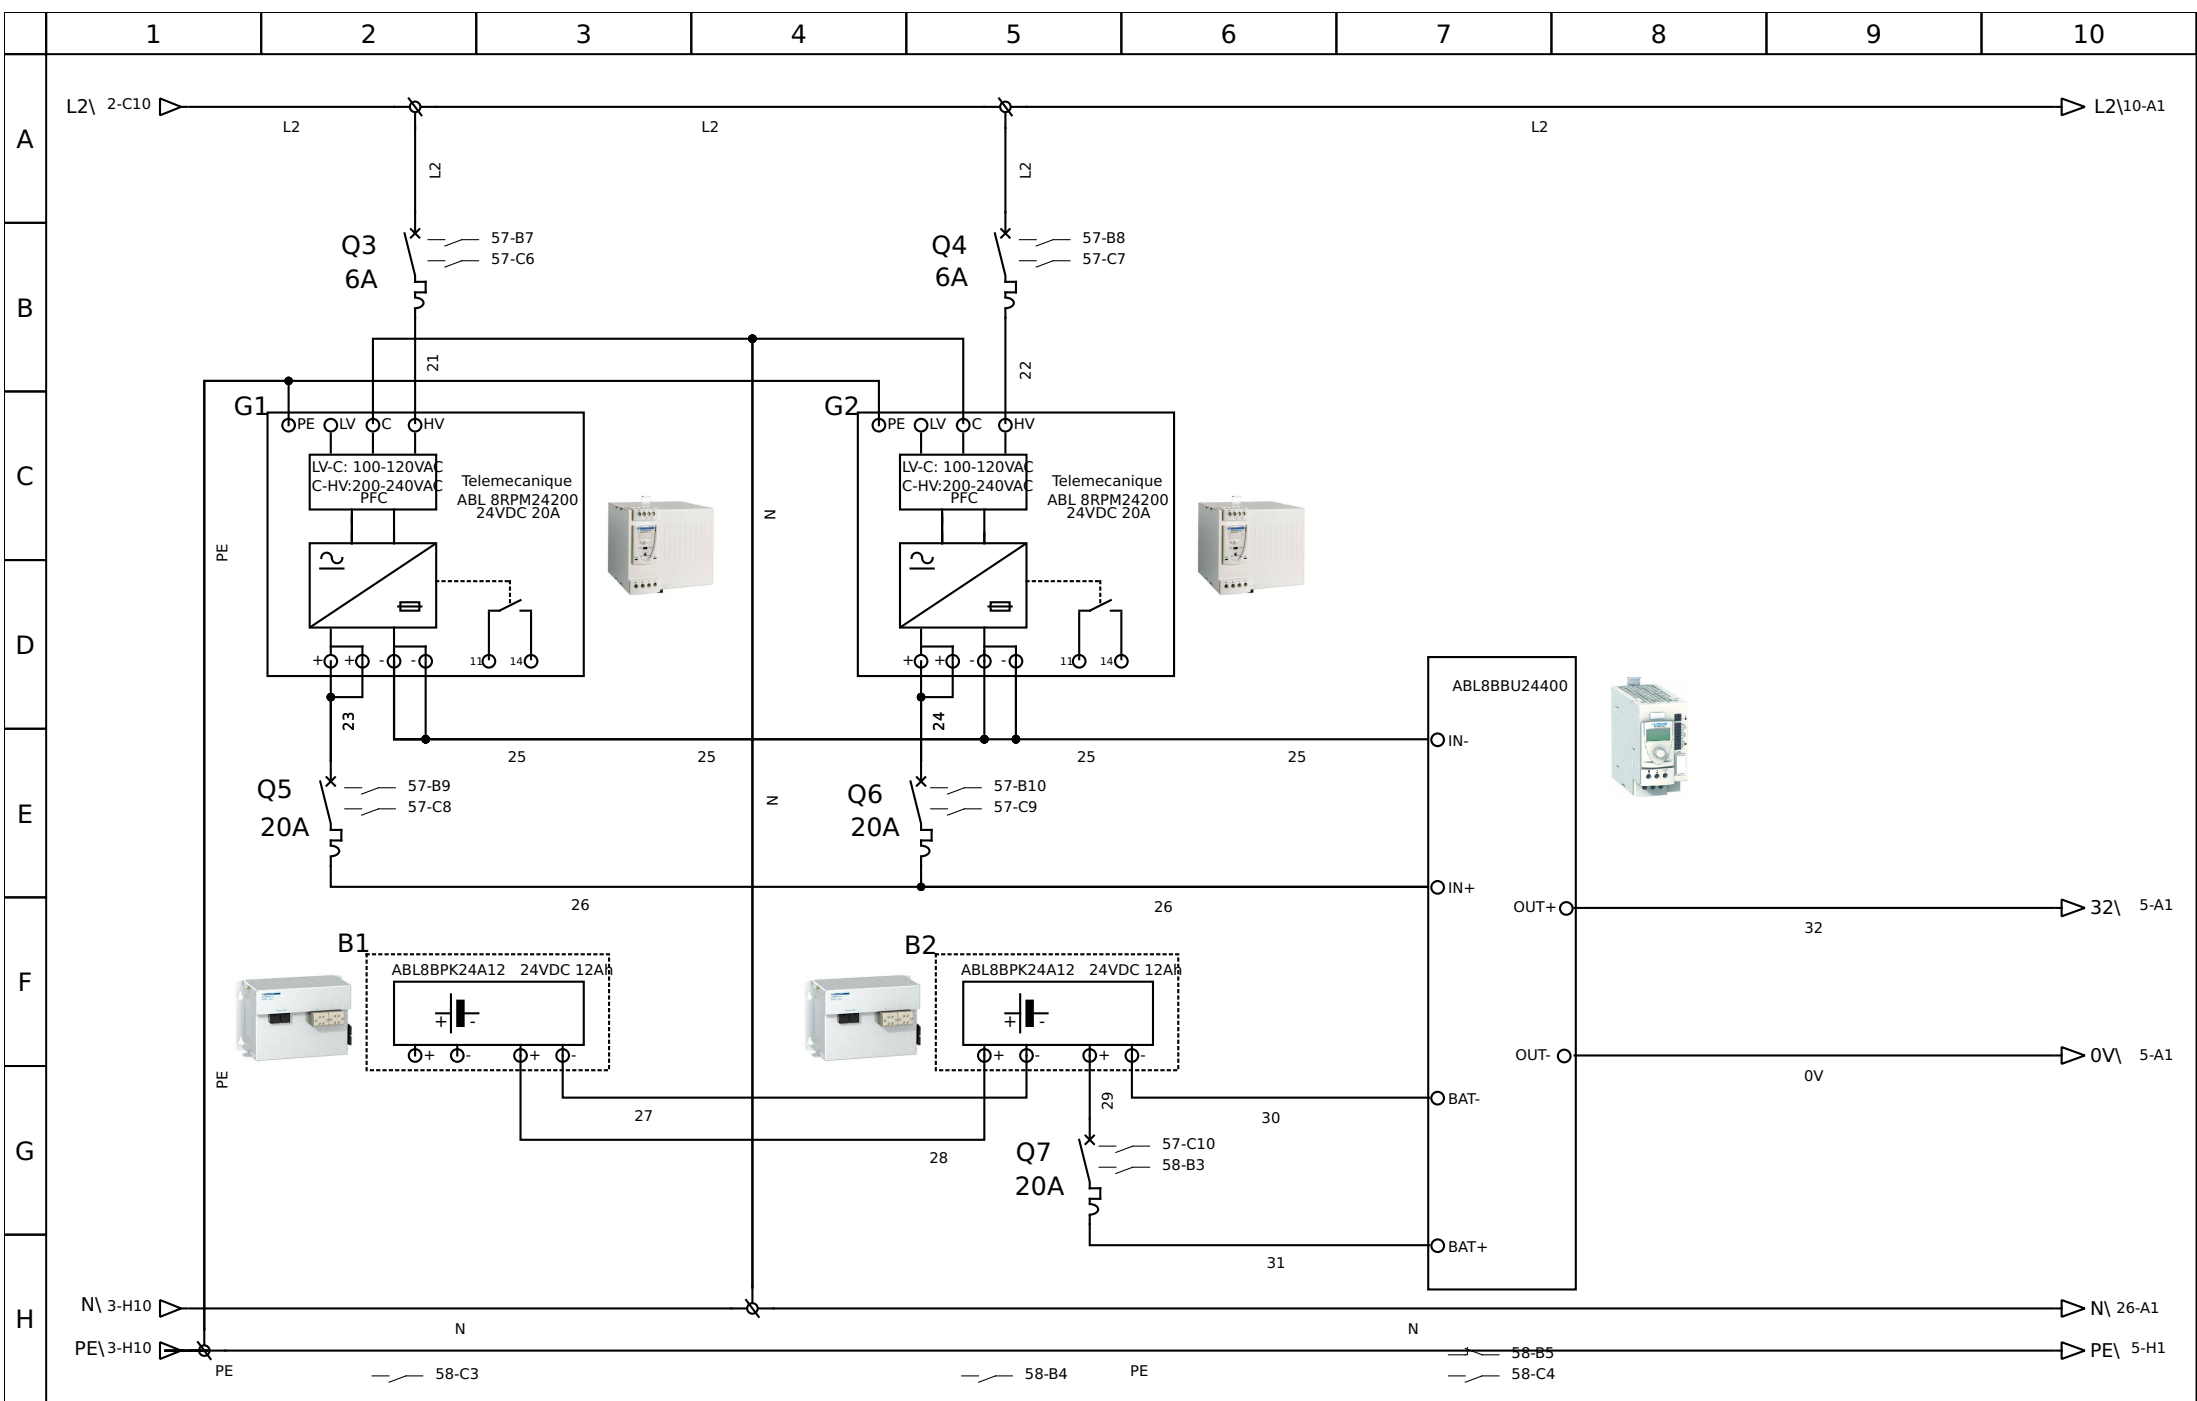 1 2 3 4 5 6 7 8 9 10
A
L2\ 2-C10
L2\10-A1
L2
L2
L2
L2
L2
B
Q3
6A
57-B7
57-C6
Q4
6A
57-B8
57-C7
21
22
C
G1
PE LV C HV
LV-C: 100-120VAC
C-HV:200-240VAC
PFC
Telemecanique
ABL 8RPM24200
24VDC 20A
N
PE
G2
PE LV C HV
LV-C: 100-120VAC
C-HV:200-240VAC
PFC
Telemecanique
ABL 8RPM24200
24VDC 20A
D
+ + - - 11 14
+ + - - 11 14
23
24
ABL8BBU24400
IN-
25
25
25
25
E
Q5
20A
57-B9
57-C8
N
Q6
20A
57-B10
57-C9
IN+
26
26
OUT+
32
32\ 5-A1
F
B1
ABL8BPK24A12 24VDC 12Ah
+ -
+ - + -
B2
ABL8BPK24A12 24VDC 12Ah
+ -
+ - + -
OUT-
0V
0V\ 5-A1
G
PE
27
28
29
30
BAT-
Q7
20A
57-C10
58-B3
BAT+
31
H
N\ 3-H10
N
N
N\ 26-A1
PE\ 3-H10
PE
PE
PE\ 5-H1
58-C3
58-B4
58-B5
58-C4